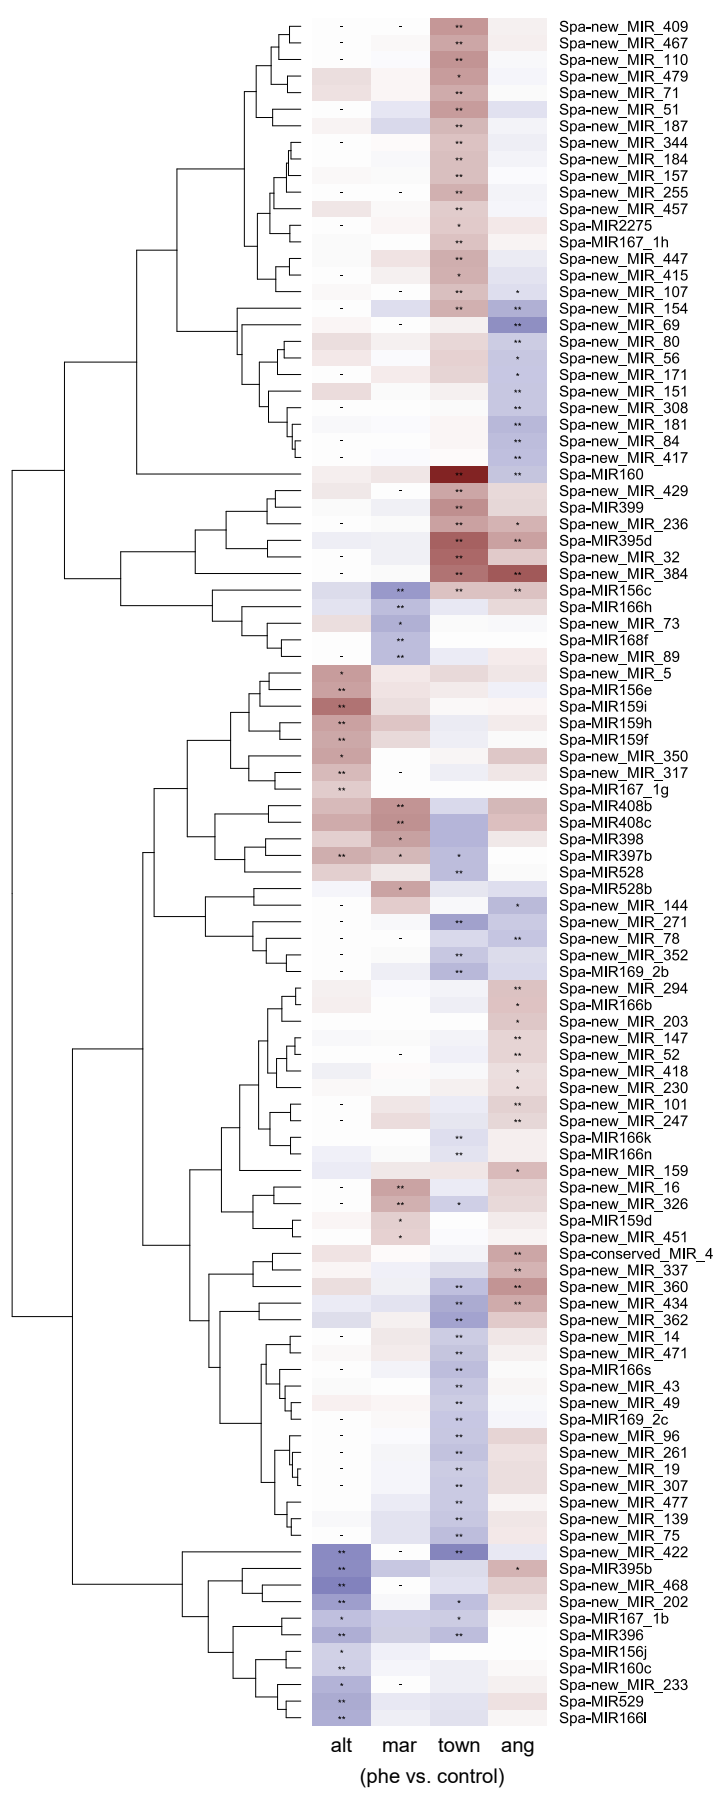 Spa-new_MIR_409
Spa-new_MIR_467
Spa-new_MIR_110
Spa-new_MIR_479
Spa-new_MIR_71
Spa-new_MIR_51
Spa-new_MIR_187
Spa-new_MIR_344
Spa-new_MIR_184
Spa-new_MIR_157
Spa-new_MIR_255
Spa-new_MIR_457
Spa-MIR2275
Spa-MIR167_1h
Spa-new_MIR_447
Spa-new_MIR_415
Spa-new_MIR_107
Spa-new_MIR_154
Spa-new_MIR_69
Spa-new_MIR_80
Spa-new_MIR_56
Spa-new_MIR_171
Spa-new_MIR_151
Spa-new_MIR_308
Spa-new_MIR_181
Spa-new_MIR_84
Spa-new_MIR_417
Spa-MIR160
Spa-new_MIR_429
Spa-MIR399
Spa-new_MIR_236
Spa-MIR395d
Spa-new_MIR_32
Spa-new_MIR_384
Spa-MIR156c
Spa-MIR166h
Spa-new_MIR_73
Spa-MIR168f
Spa-new_MIR_89
Spa-new_MIR_5
Spa-MIR156e
Spa-MIR159i
Spa-MIR159h
Spa-MIR159f
Spa-new_MIR_350
Spa-new_MIR_317
Spa-MIR167_1g
Spa-MIR408b
Spa-MIR408c
Spa-MIR398
Spa-MIR397b
Spa-MIR528
Spa-MIR528b
Spa-new_MIR_144
Spa-new_MIR_271
Spa-new_MIR_78
Spa-new_MIR_352
Spa-MIR169_2b
Spa-new_MIR_294
Spa-MIR166b
Spa-new_MIR_203
Spa-new_MIR_147
Spa-new_MIR_52
Spa-new_MIR_418
Spa-new_MIR_230
Spa-new_MIR_101
Spa-new_MIR_247
Spa-MIR166k
Spa-MIR166n
Spa-new_MIR_159
Spa-new_MIR_16
Spa-new_MIR_326
Spa-MIR159d
Spa-new_MIR_451
Spa-conserved_MIR_4
Spa-new_MIR_337
Spa-new_MIR_360
Spa-new_MIR_434
Spa-new_MIR_362
Spa-new_MIR_14
Spa-new_MIR_471
Spa-MIR166s
Spa-new_MIR_43
Spa-new_MIR_49
Spa-MIR169_2c
Spa-new_MIR_96
Spa-new_MIR_261
Spa-new_MIR_19
Spa-new_MIR_307
Spa-new_MIR_477
Spa-new_MIR_139
Spa-new_MIR_75
Spa-new_MIR_422
Spa-MIR395b
Spa-new_MIR_468
Spa-new_MIR_202
Spa-MIR167_1b
Spa-MIR396
Spa-MIR156j
Spa-MIR160c
Spa-new_MIR_233
Spa-MIR529
Spa-MIR166l
alt mar town ang
(phe vs. control)